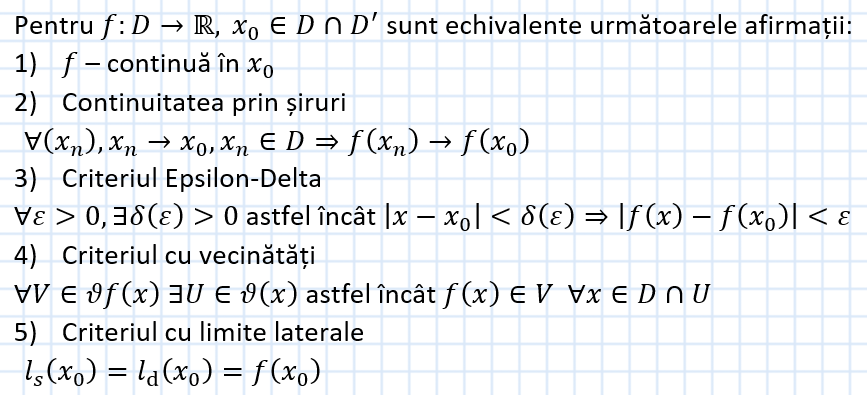 Pentru f: D → ℝ, x₀ ∈ D ∩ D′ sunt echivalente următoarele afirmații:
1) f – continuă în x₀
2) Continuitatea prin șiruri
∀(xₙ), xₙ → x₀, xₙ ∈ D ⇒ f(xₙ) → f(x₀)
3) Criteriul Epsilon-Delta
∀ε > 0, ∃δ(ε) > 0 astfel încât |x − x₀| < δ(ε) ⇒ |f(x) − f(x₀)| < ε
4) Criteriul cu vecinătăți
∀V ∈ ϑf(x) ∃U ∈ ϑ(x) astfel încât f(x) ∈ V ∀x ∈ D ∩ U
5) Criteriul cu limite laterale
lₛ(x₀) = l_d(x₀) = f(x₀)